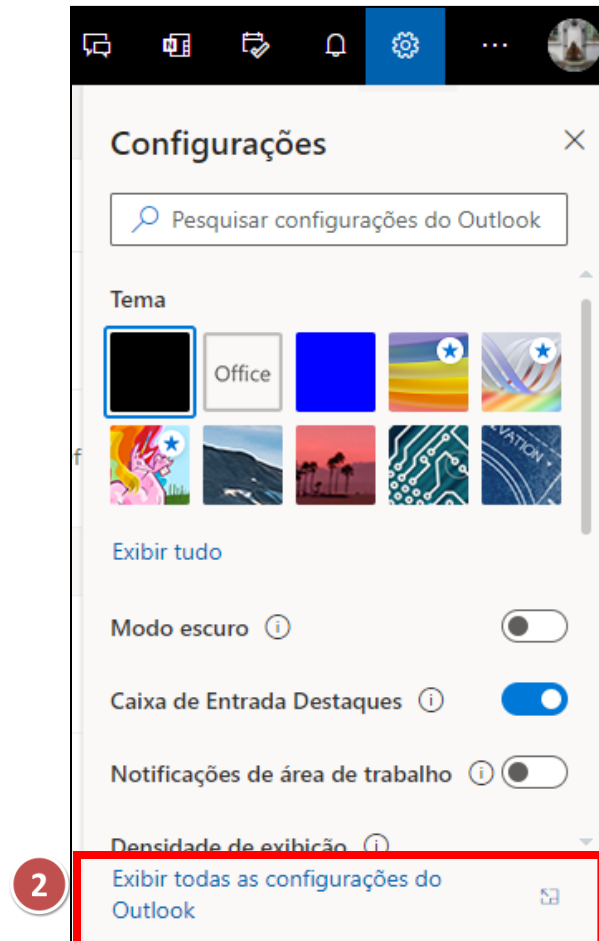 Configurações
Pesquisar configurações do Outlook
Tema
Office
VATION
f
Exibir tudo
Modo escuro
Caixa de Entrada Destaques
Notificações de área de trabalho
Densidade de exibição
2
Exibir todas as configurações do
Outlook